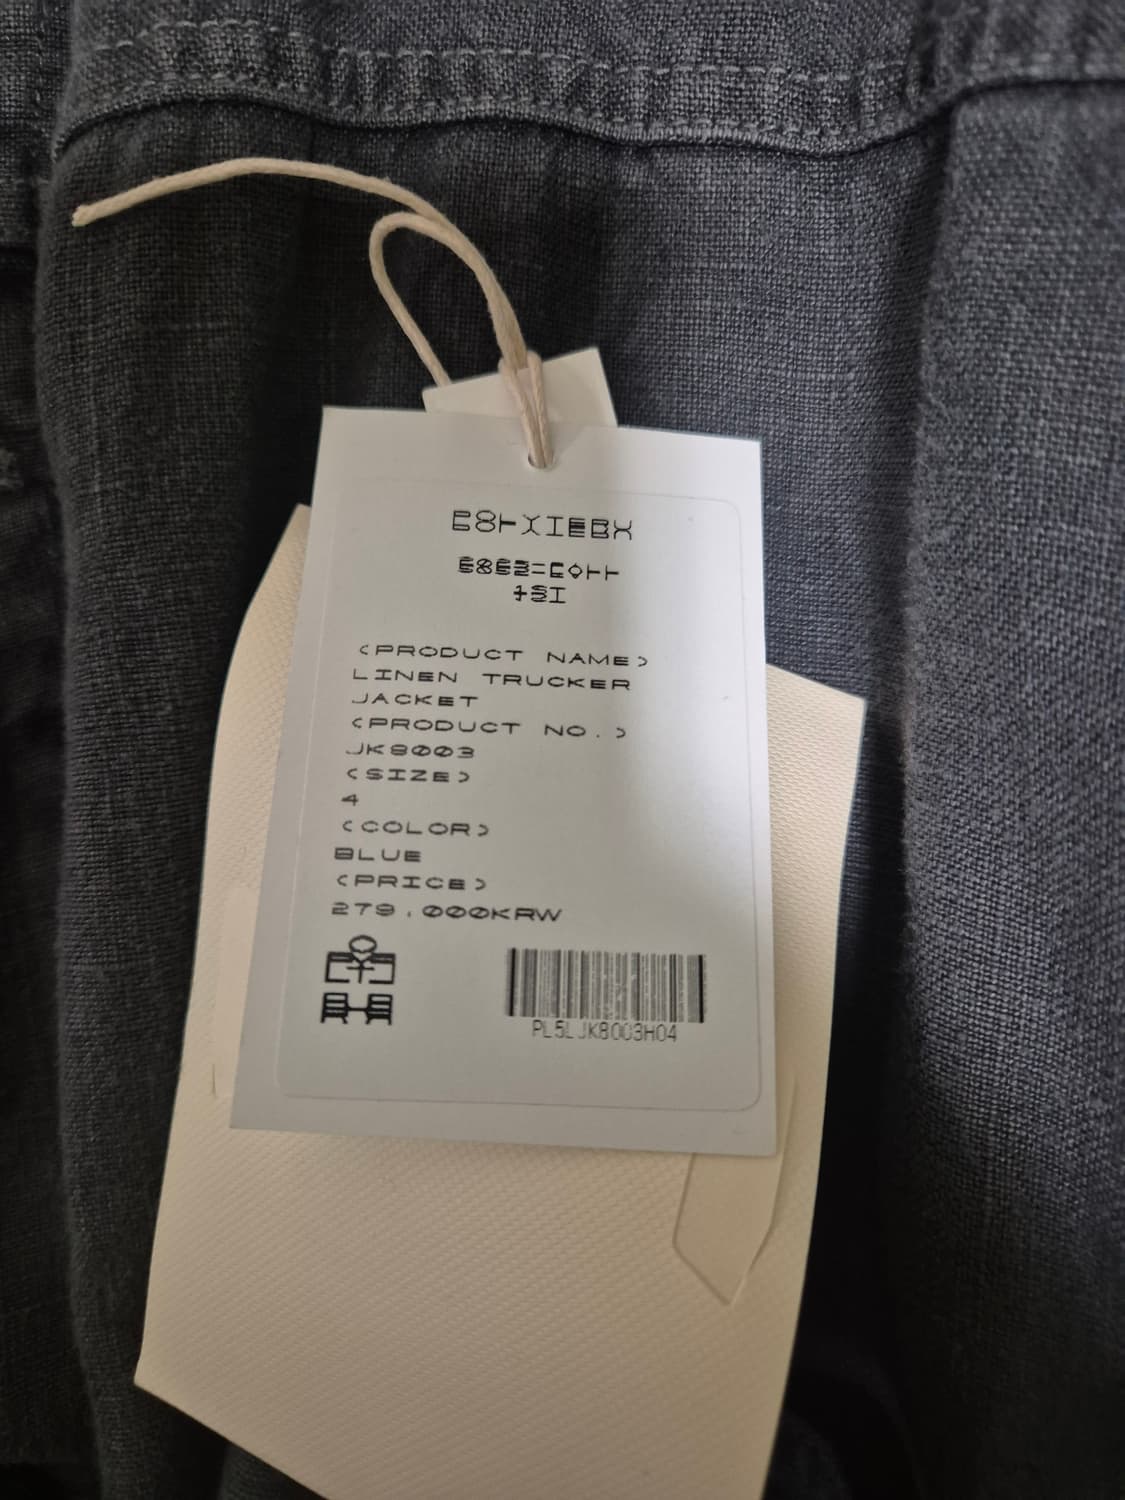 <PRODUCT NAME>
LINEN TRUCKER
JACKET
<PRODUCT NO.>
JK8003
<SIZE>
4
<COLOR>
BLUE
<PRICE>
279,000KRW
PL5LJK8003H04